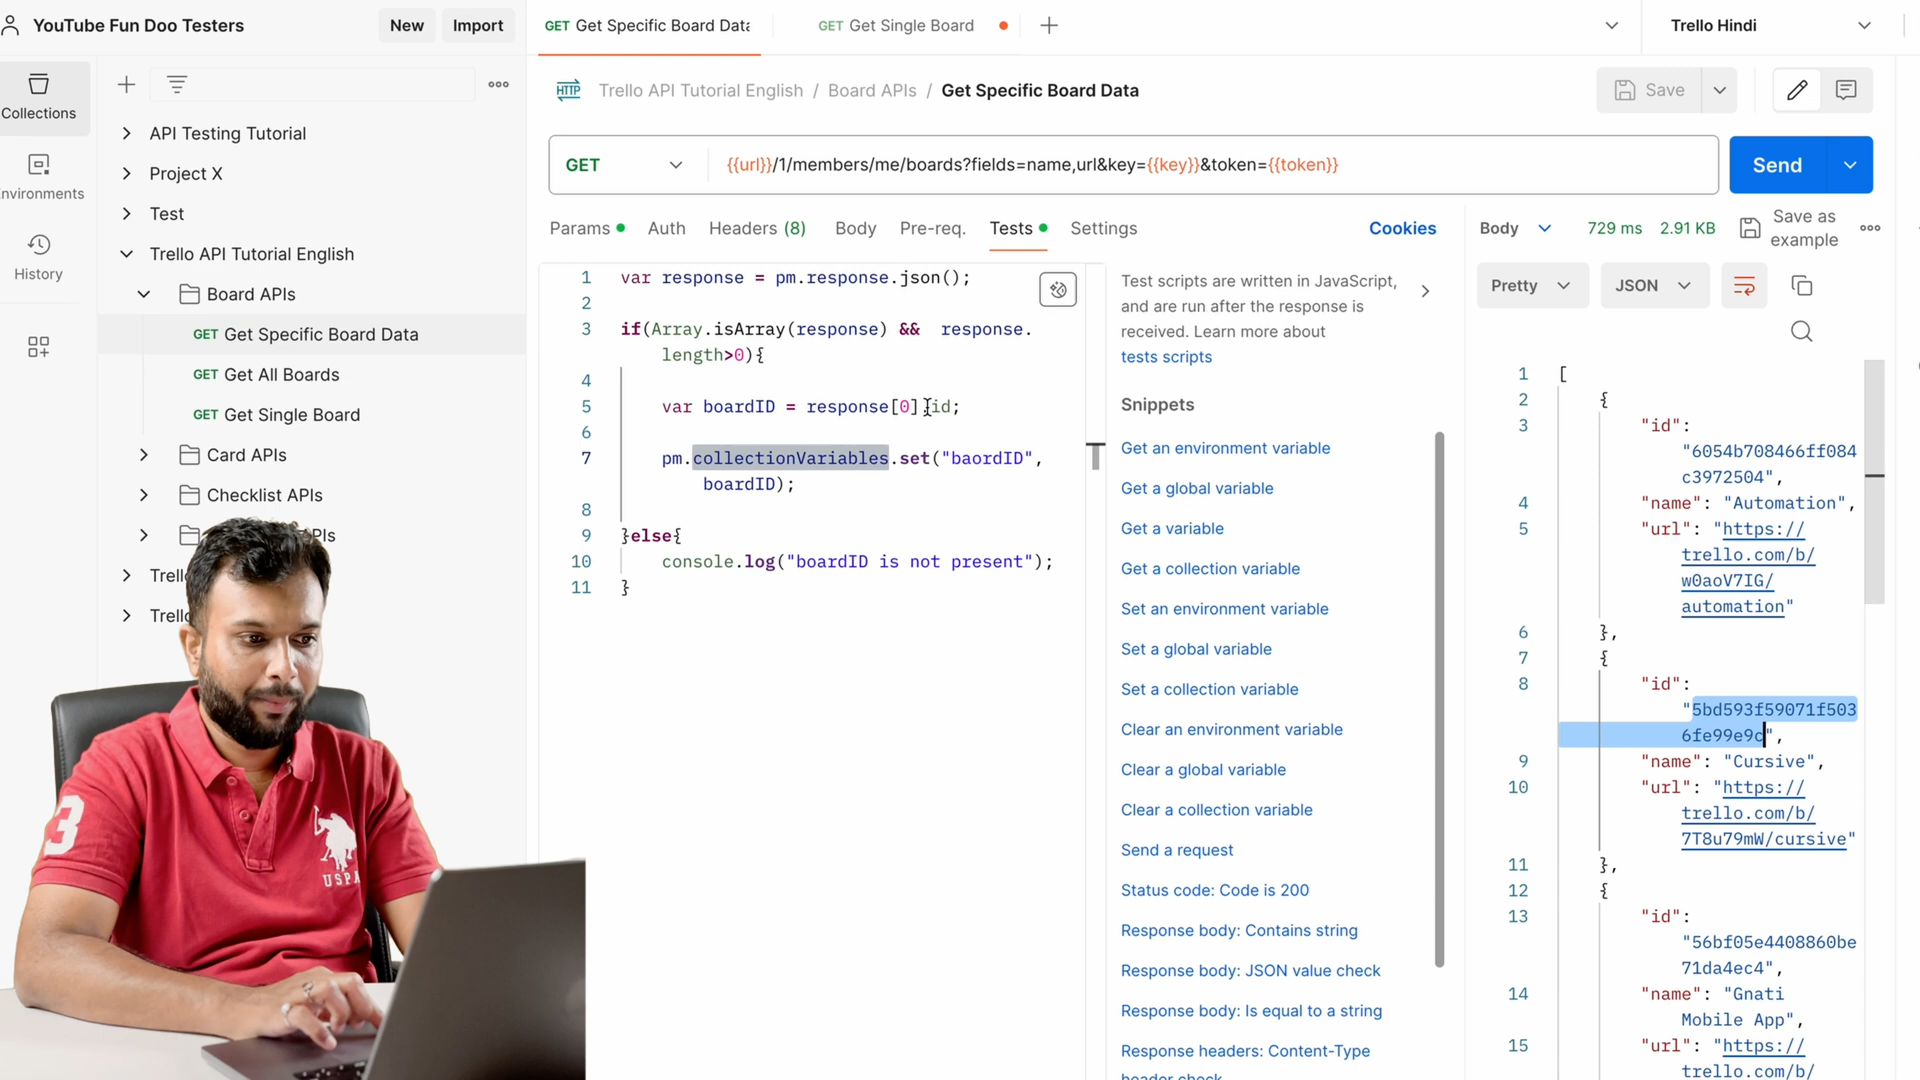 YouTube Fun Doo Testers
New
Import
GET Get Specific Board Data
GET Get Single Board
Trello Hindi
Collections
nvironments
History
API Testing Tutorial
Project X
Test
Trello API Tutorial English
Board APIs
GET Get Specific Board Data
GET Get All Boards
GET Get Single Board
Card APIs
Checklist APIs
PIs
Trell
Trell
3
USPA
HTTP Trello API Tutorial English / Board APIs / Get Specific Board Data
Save
GET
{{url}}/1/members/me/boards?fields=name,url&key={{key}}&token={{token}}
Send
Params
Auth
Headers (8)
Body
Pre-req.
Tests
Settings
Cookies
1 var response = pm.response.json();
2
3 if(Array.isArray(response) && response.
length>0){
4
5 var boardID = response[0].id;
6
7 pm.collectionVariables.set("baordID",
boardID);
8
9 }else{
10 console.log("boardID is not present");
11 }
Test scripts are written in JavaScript,
and are run after the response is
received. Learn more about
tests scripts
Snippets
Get an environment variable
Get a global variable
Get a variable
Get a collection variable
Set an environment variable
Set a global variable
Set a collection variable
Clear an environment variable
Clear a global variable
Clear a collection variable
Send a request
Status code: Code is 200
Response body: Contains string
Response body: JSON value check
Response body: Is equal to a string
Response headers: Content-Type
header check
Body
729 ms
2.91 KB
Save as
example
Pretty
JSON
1 [
2 {
3 "id":
"6054b708466ff084
c3972504",
4 "name": "Automation",
5 "url": "https://
trello.com/b/
w0aoV7IG/
automation"
6 },
7 {
8 "id":
"5bd593f59071f503
6fe99e9c",
9 "name": "Cursive",
10 "url": "https://
trello.com/b/
7T8u79mW/cursive"
11 },
12 {
13 "id":
"56bf05e4408860be
71da4ec4",
14 "name": "Gnati
Mobile App",
15 "url": "https://
trello.com/b/